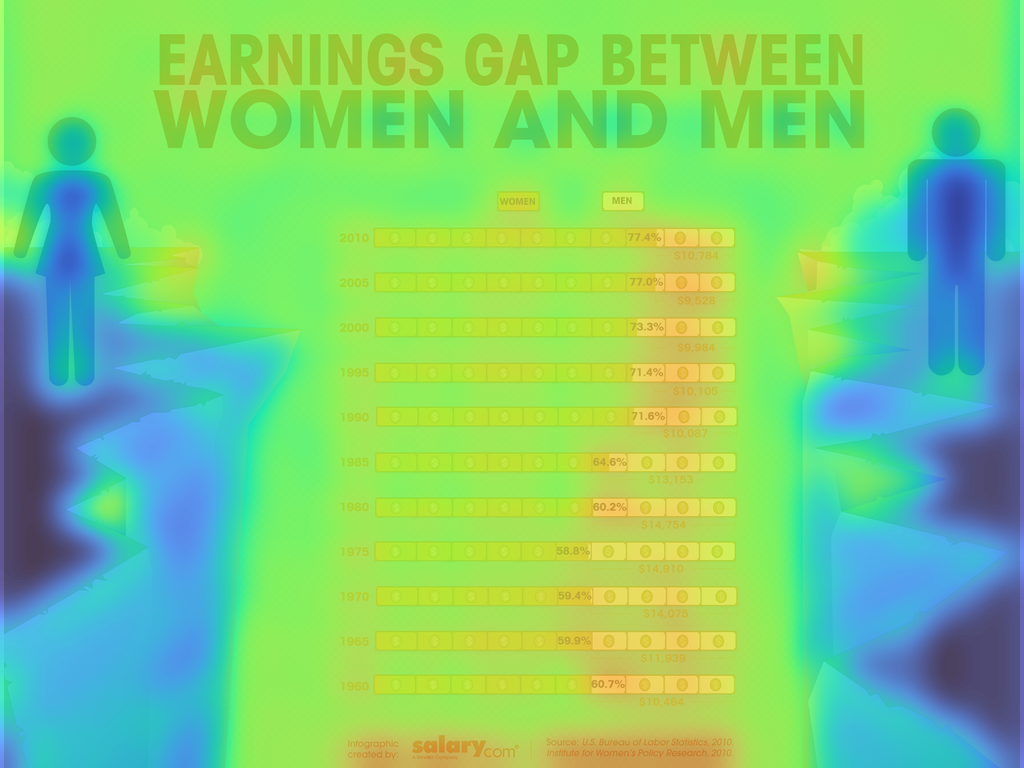 EARNINGS GAP BETWEEN
WOMEN AND MEN
WOMEN MEN
2010 77.4%
$10,784
2005 77.0%
$9,526
2000 73.3%
$9,984
1995 71.4%
$10,105
1990 71.6%
$10,087
1965 64.6%
$13,153
1980 60.2%
$14,754
1975 58.8%
$14,910
1970 59.4%
$14,075
1965 59.9%
$11,939
1960 60.7%
$10,464
Infographic
created by:
salary.com
Source: U.S. Bureau of Labor Statistics, 2010.
Institute for Women's Policy Research, 2010.